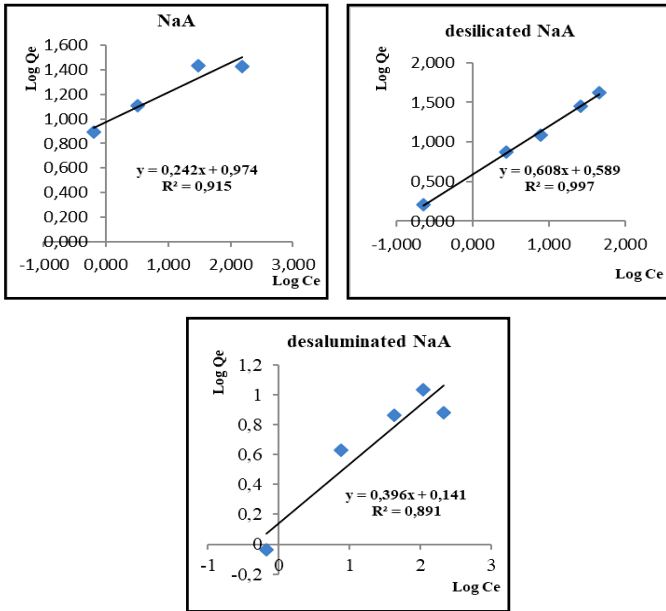 NaA
Log Qe
1,600
1,400
1,200
1,000
0,800
0,600
0,400
0,200
0,000
y = 0,242x + 0,974
R² = 0,915
-1,000 0,000 1,000 2,000 3,000
Log Ce
desilicated NaA
Log Qe
2,000
1,500
1,000
0,500
0,000
y = 0,608x + 0,589
R² = 0,997
-1,000 0,000 1,000 2,000
Log Ce
desaluminated NaA
Log Qe
1,2
1
0,8
0,6
0,4
0,2
0
-0,2
y = 0,396x + 0,141
R² = 0,891
-1 0 1 2 3
Log Ce